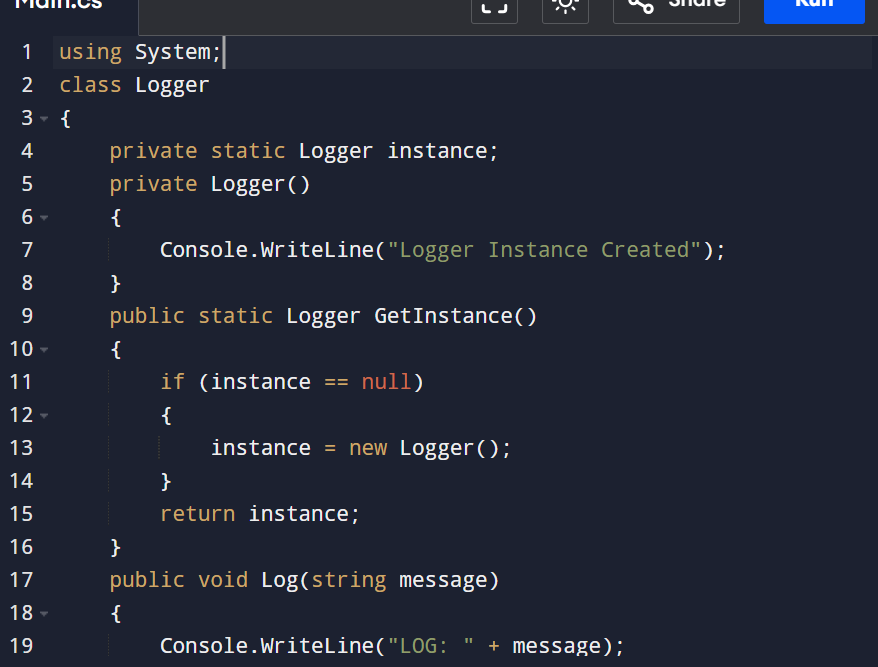 Main.cs
Share
Run
1 using System;
2 class Logger
3 {
4 private static Logger instance;
5 private Logger()
6 {
7 Console.WriteLine("Logger Instance Created");
8 }
9 public static Logger GetInstance()
10 {
11 if (instance == null)
12 {
13 instance = new Logger();
14 }
15 return instance;
16 }
17 public void Log(string message)
18 {
19 Console.WriteLine("LOG: " + message);